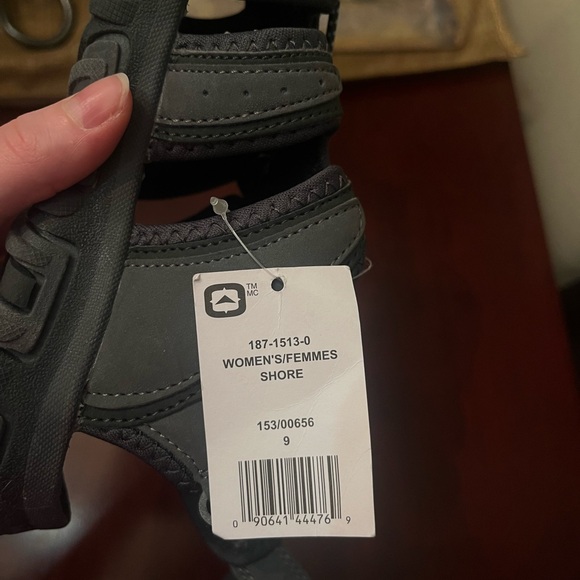 TM
MC
187-1513-0
WOMEN'S/FEMMES
SHORE
153/00656
9
0 90641 44476 9